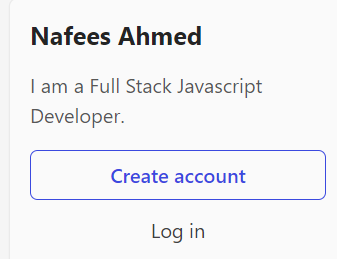 Nafees Ahmed
I am a Full Stack Javascript
Developer.
Create account
Log in